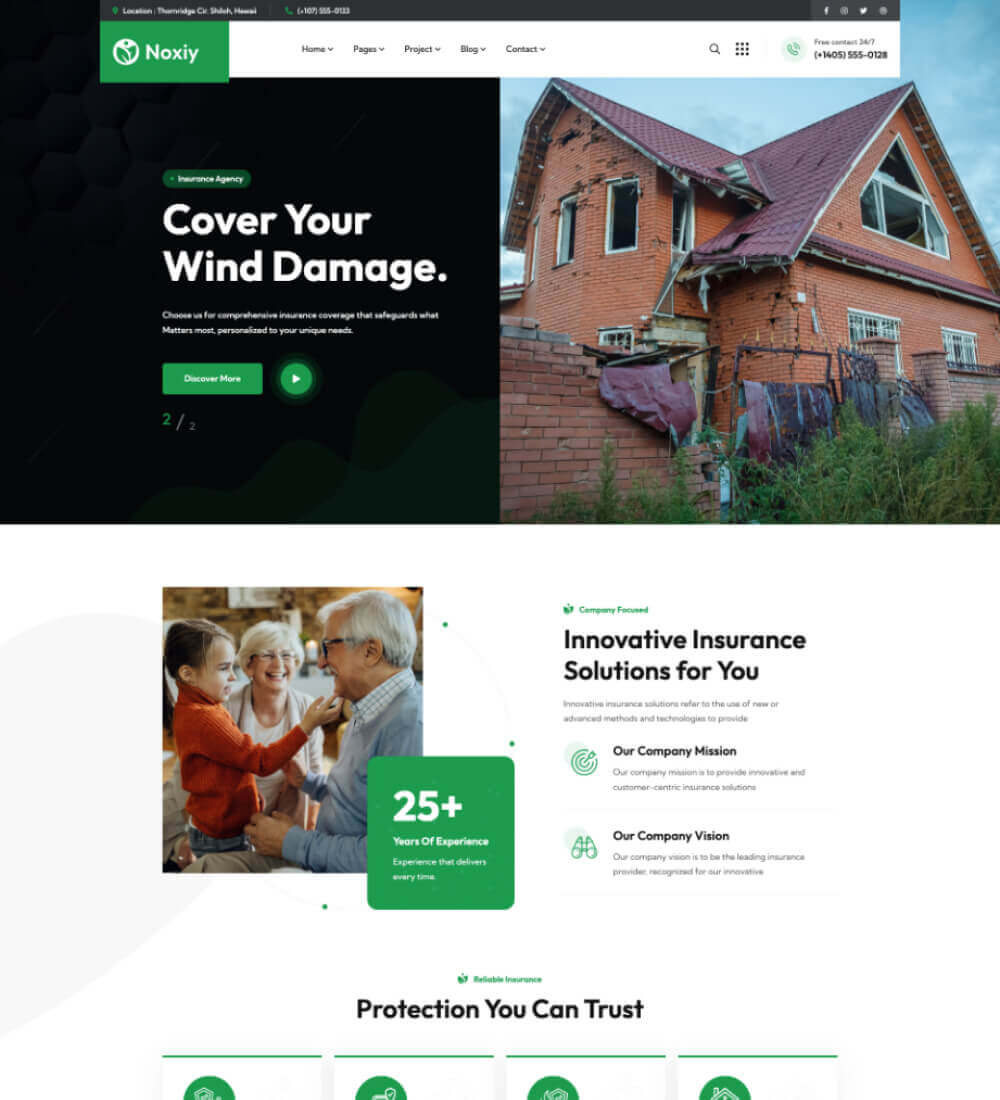 Location : Thornridge Cir. Shiloh, Hawaii
(+107) 555-0133
Noxiy
Home
Pages
Project
Blog
Contact
Free contact 24/7
(+1405) 555-0128
Insurance Agency
Cover Your
Wind Damage.
Choose us for comprehensive insurance coverage that safeguards what
Matters most, personalized to your unique needs.
Discover More
2 / 2
Company Focused
Innovative Insurance
Solutions for You
Innovative insurance solutions refer to the use of new or
advanced methods and technologies to provide
Our Company Mission
Our company mission is to provide innovative and
customer-centric insurance solutions
Our Company Vision
Our company vision is to be the leading insurance
provider, recognized for our innovative
25+
Years Of Experience
Experience that delivers
every time.
Reliable Insurance
Protection You Can Trust